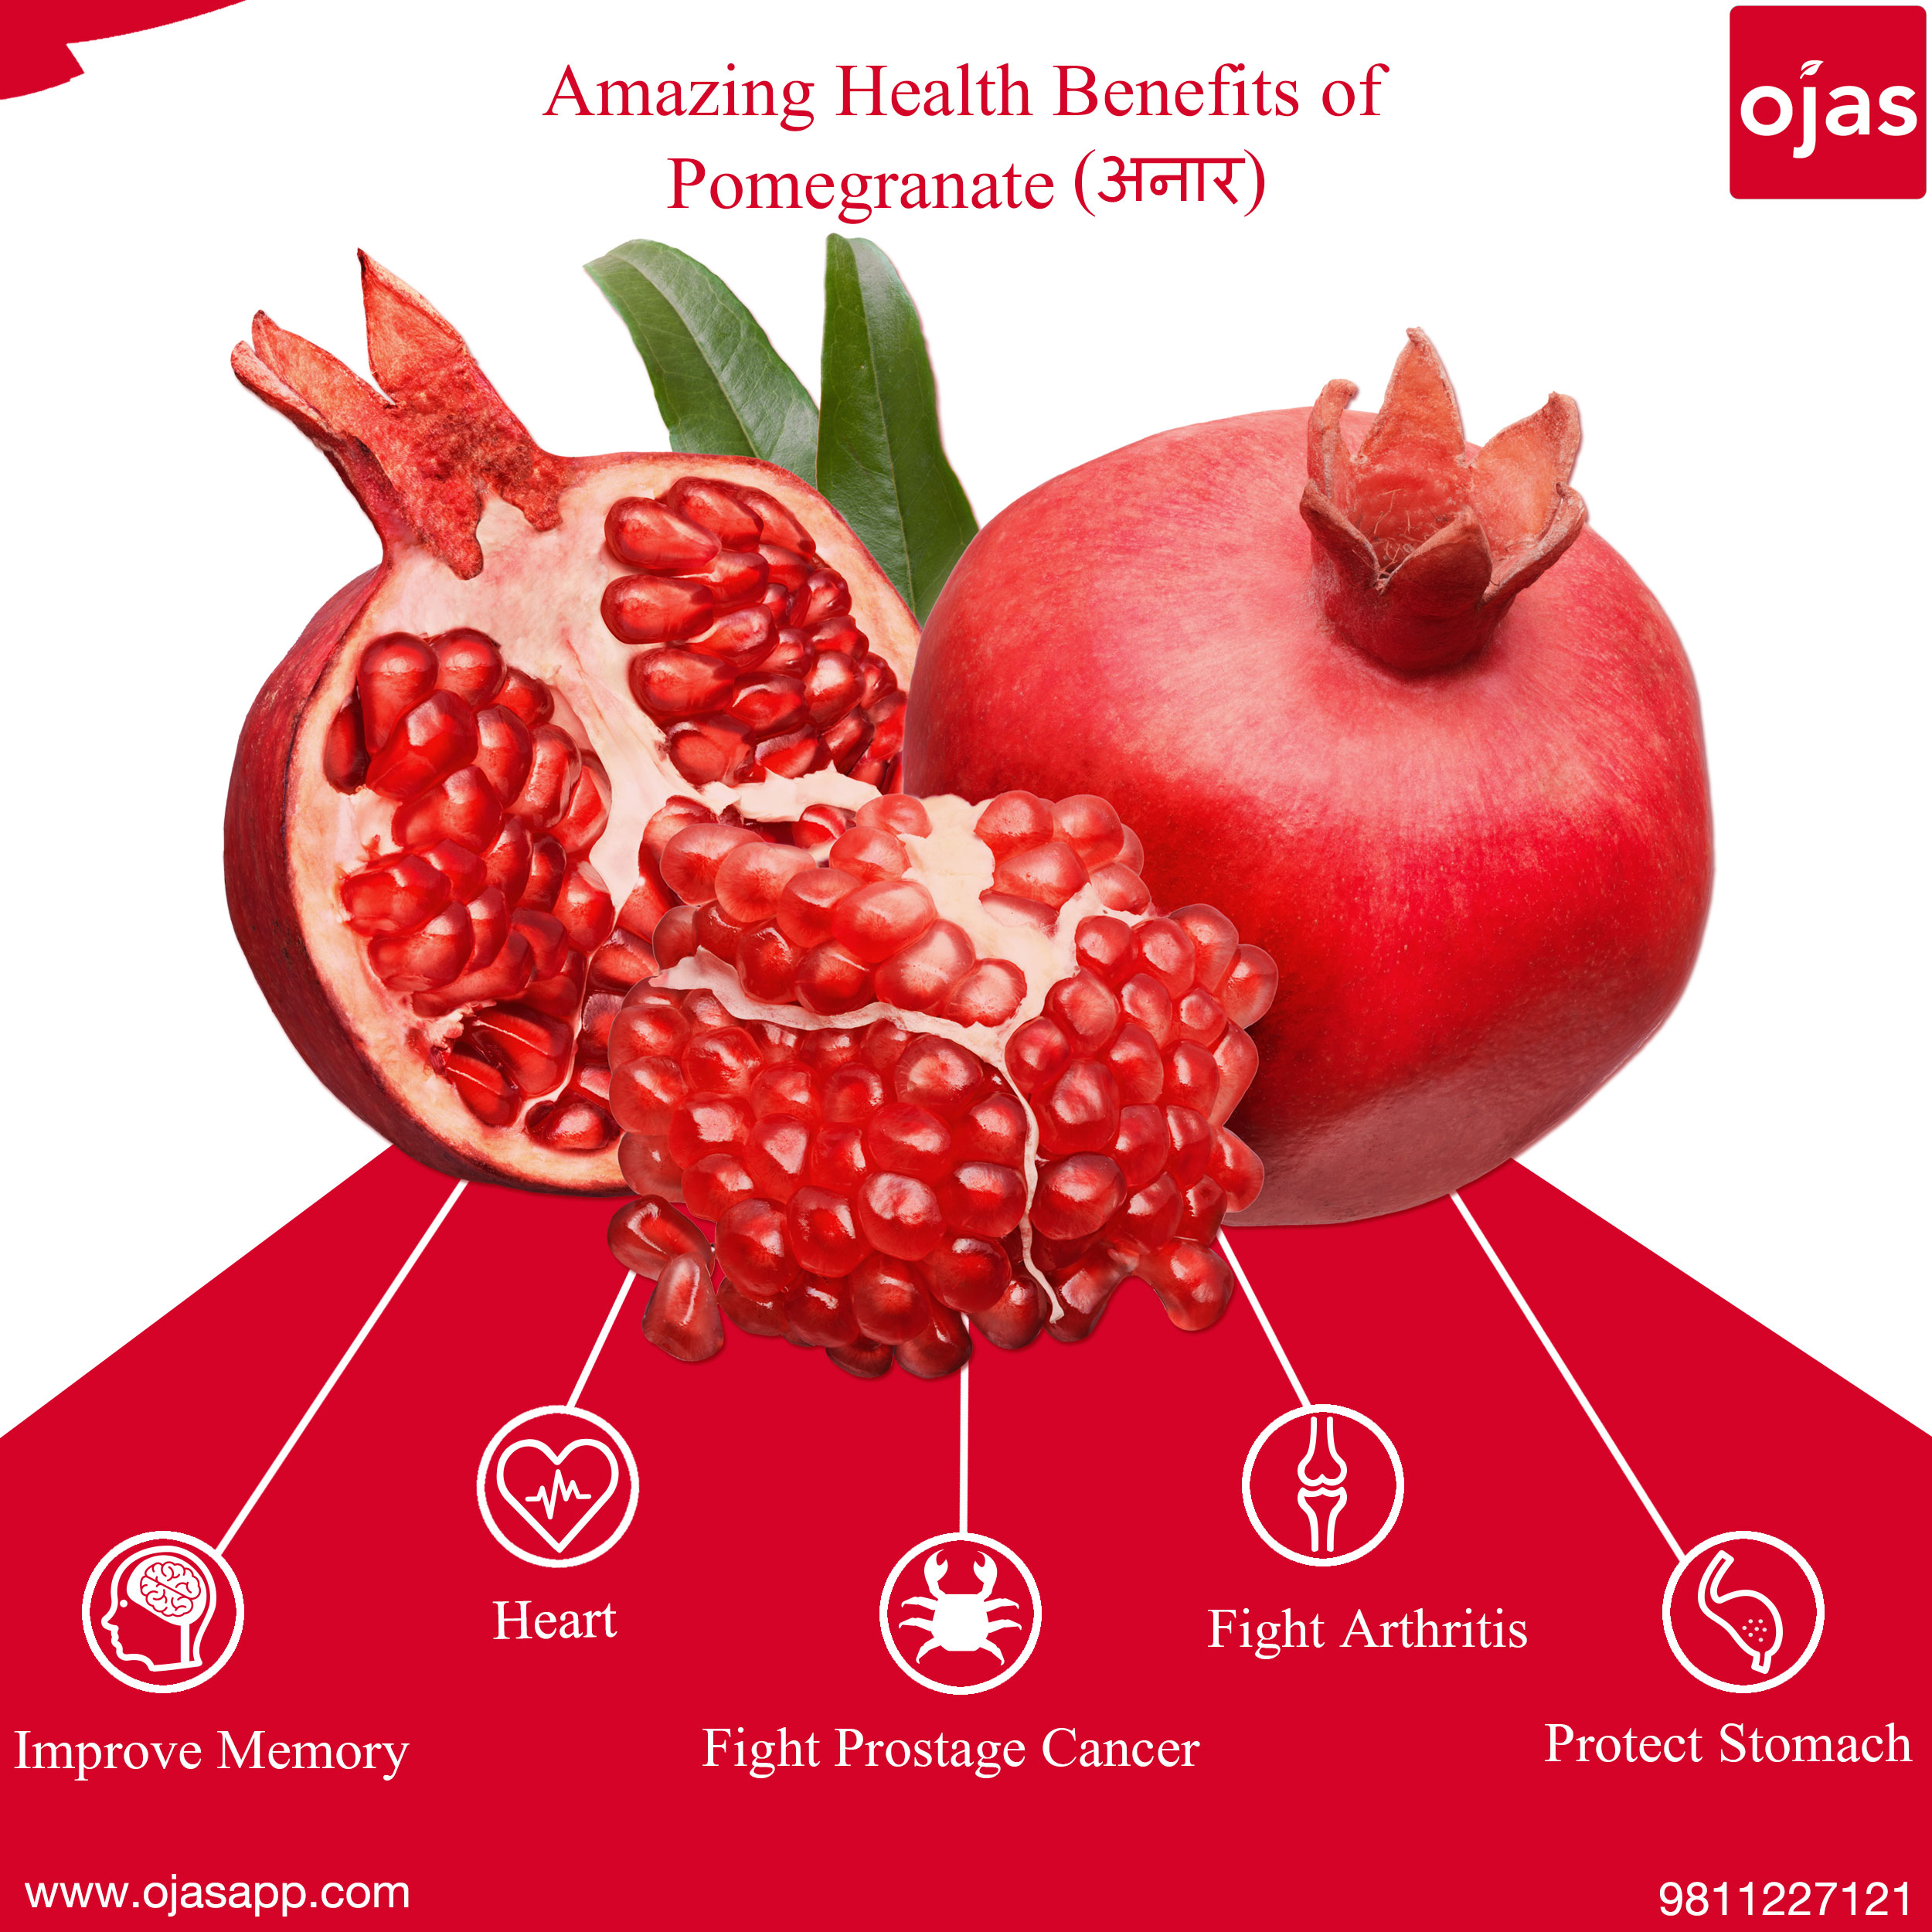 Amazing Health Benefits of
Pomegranate (अनार)
ojas
Heart
Fight Arthritis
Improve Memory
Fight Prostage Cancer
Protect Stomach
www.ojasapp.com
9811227121